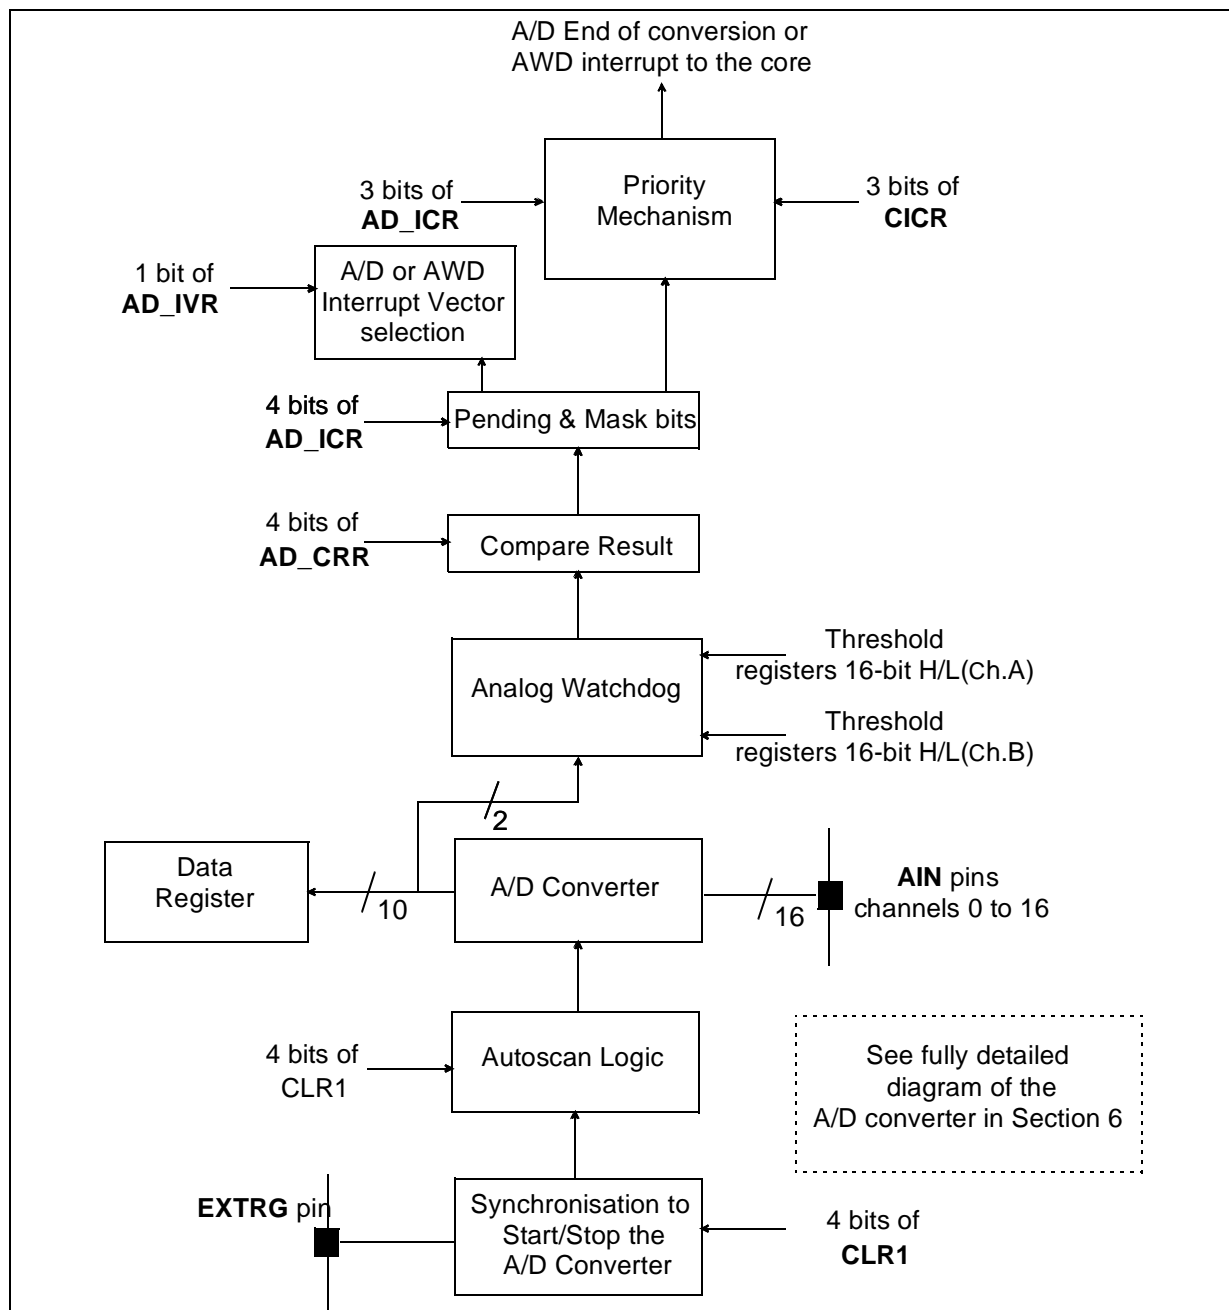 A/D End of conversion or
AWD interrupt to the core
Priority
Mechanism
3 bits of
AD_ICR
3 bits of
CICR
1 bit of
AD_IVR
A/D or AWD
Interrupt Vector
selection
4 bits of
AD_ICR
Pending & Mask bits
4 bits of
AD_CRR
Compare Result
Analog Watchdog
Threshold
registers 16-bit H/L(Ch.A)
Threshold
registers 16-bit H/L(Ch.B)
2
Data
Register
10
A/D Converter
16
AIN pins
channels 0 to 16
4 bits of
CLR1
Autoscan Logic
See fully detailed
diagram of the
A/D converter in Section 6
EXTRG pin
Synchronisation to
Start/Stop the
A/D Converter
4 bits of
CLR1